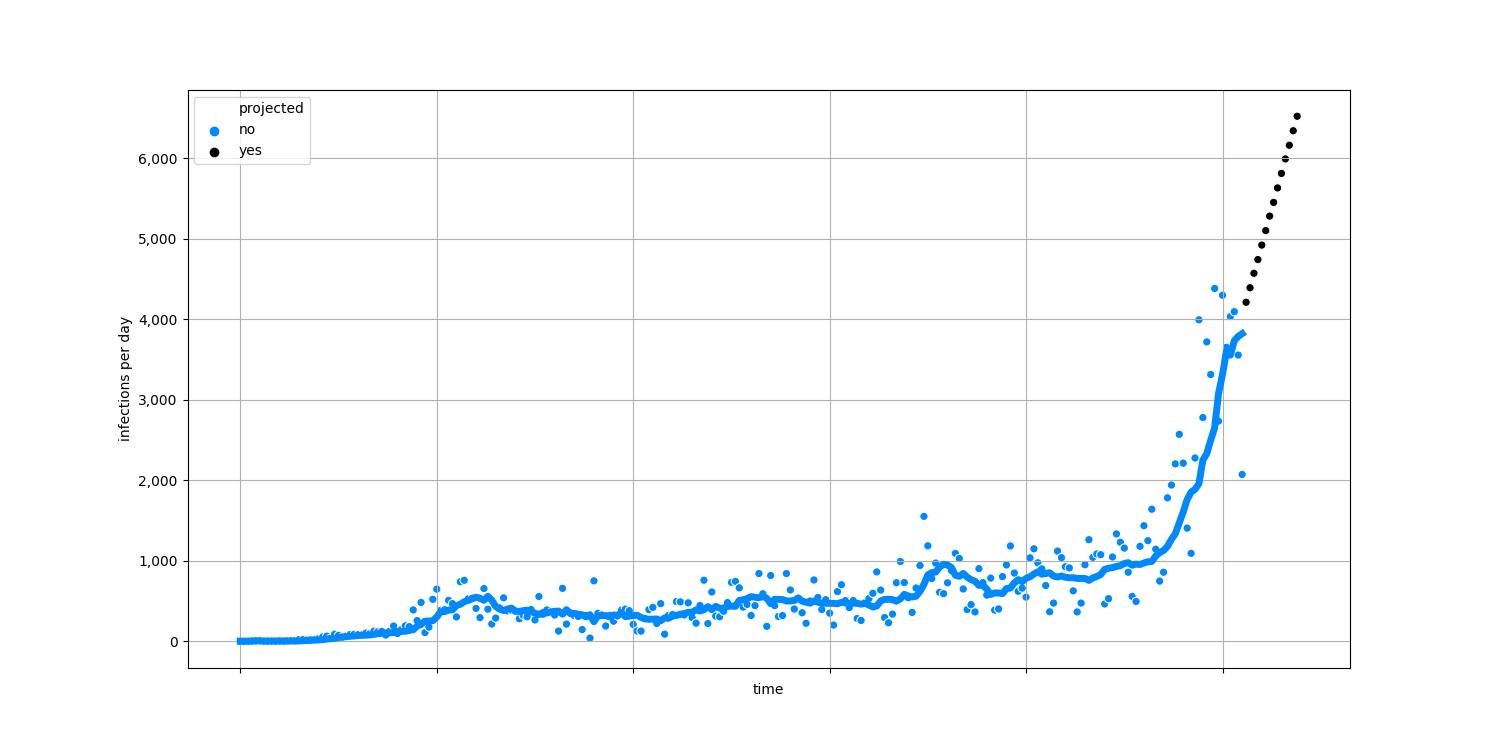 projected
no
yes
6,000
5,000
4,000
3,000
2,000
1,000
0
infections per day
time